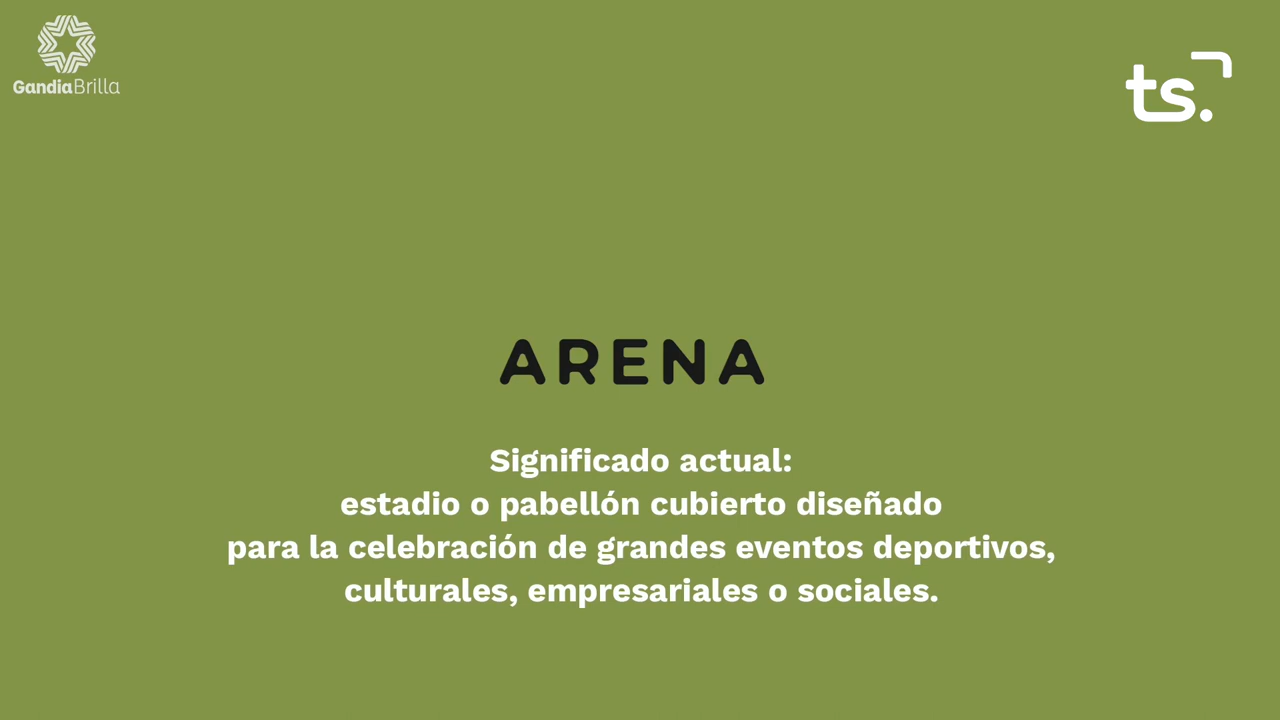 GandiaBrilla
ts.
ARENA
Significado actual:
estadio o pabellón cubierto diseñado
para la celebración de grandes eventos deportivos,
culturales, empresariales o sociales.